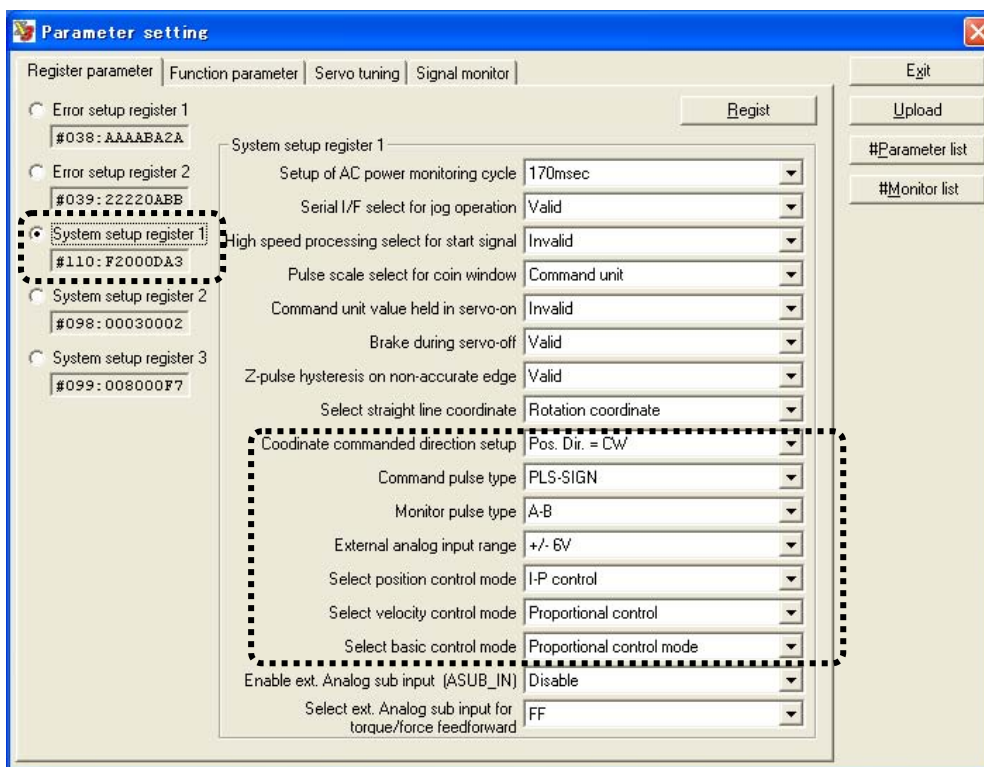 Parameter setting
Register parameter Function parameter Servo tuning Signal monitor
Exit
Upload
#Parameter list
#Monitor list
Regist
Error setup register 1
#038:AAAABA2A
Error setup register 2
#039:22220ABB
System setup register 1
#110:F2000DA3
System setup register 2
#098:00030002
System setup register 3
#099:008000F7
System setup register 1
Setup of AC power monitoring cycle 170msec
Serial I/F select for jog operation Valid
High speed processing select for start signal Invalid
Pulse scale select for coin window Command unit
Command unit value held in servo-on Invalid
Brake during servo-off Valid
Z-pulse hysteresis on non-accurate edge Valid
Select straight line coordinate Rotation coordinate
Coodinate commanded direction setup Pos. Dir. = CW
Command pulse type PLS-SIGN
Monitor pulse type A-B
External analog input range +/- 6V
Select position control mode I-P control
Select velocity control mode Proportional control
Select basic control mode Proportional control mode
Enable ext. Analog sub input (ASUB_IN) Disable
Select ext. Analog sub input for
torque/force feedforward FF